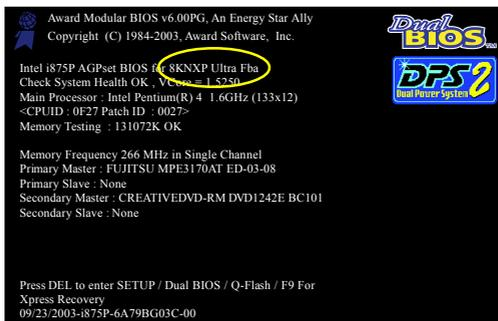 Award Modular BIOS v6.00PG, An Energy Star Ally
Copyright (C) 1984-2003, Award Software, Inc.
Dual BIOS™
Intel i875P AGPset BIOS for 8KNXP Ultra Fba
Check System Health OK , VCore = 1.5250
Main Processor : Intel Pentium(R) 4 1.6GHz (133x12)
<CPUID : 0F27 Patch ID : 0027>
Memory Testing : 131072K OK
DPS 2
Dual Power System
Memory Frequency 266 MHz in Single Channel
Primary Master : FUJITSU MPE3170AT ED-03-08
Primary Slave : None
Secondary Master : CREATIVEDVD-RM DVD1242E BC101
Secondary Slave : None
Press DEL to enter SETUP / Dual BIOS / Q-Flash / F9 For
Xpress Recovery
09/23/2003-i875P-6A79BG03C-00